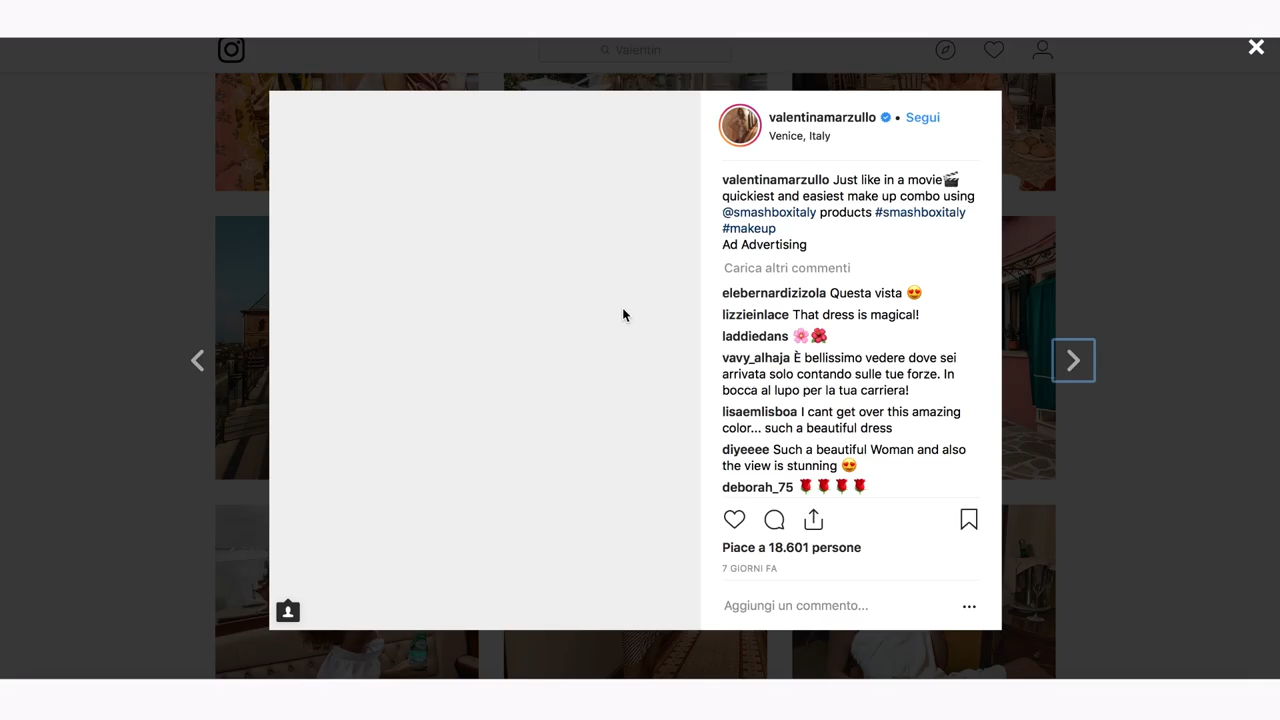 Valentin
valentinamarzullo • Segui
Venice, Italy
valentinamarzullo Just like in a movie🎬
quickiest and easiest make up combo using
@smashboxitaly products #smashboxitaly
#makeup
Ad Advertising
Carica altri commenti
elebernardizizola Questa vista 😍
lizzieinlace That dress is magical!
laddiedans 🌸🌺
vavy_alhaja È bellissimo vedere dove sei
arrivata solo contando sulle tue forze. In
bocca al lupo per la tua carriera!
lisaemlisboa I cant get over this amazing
color... such a beautiful dress
diyeeee Such a beautiful Woman and also
the view is stunning 😍
deborah_75 🌹🌹🌹🌹
Piace a 18.601 persone
7 GIORNI FA
Aggiungi un commento...